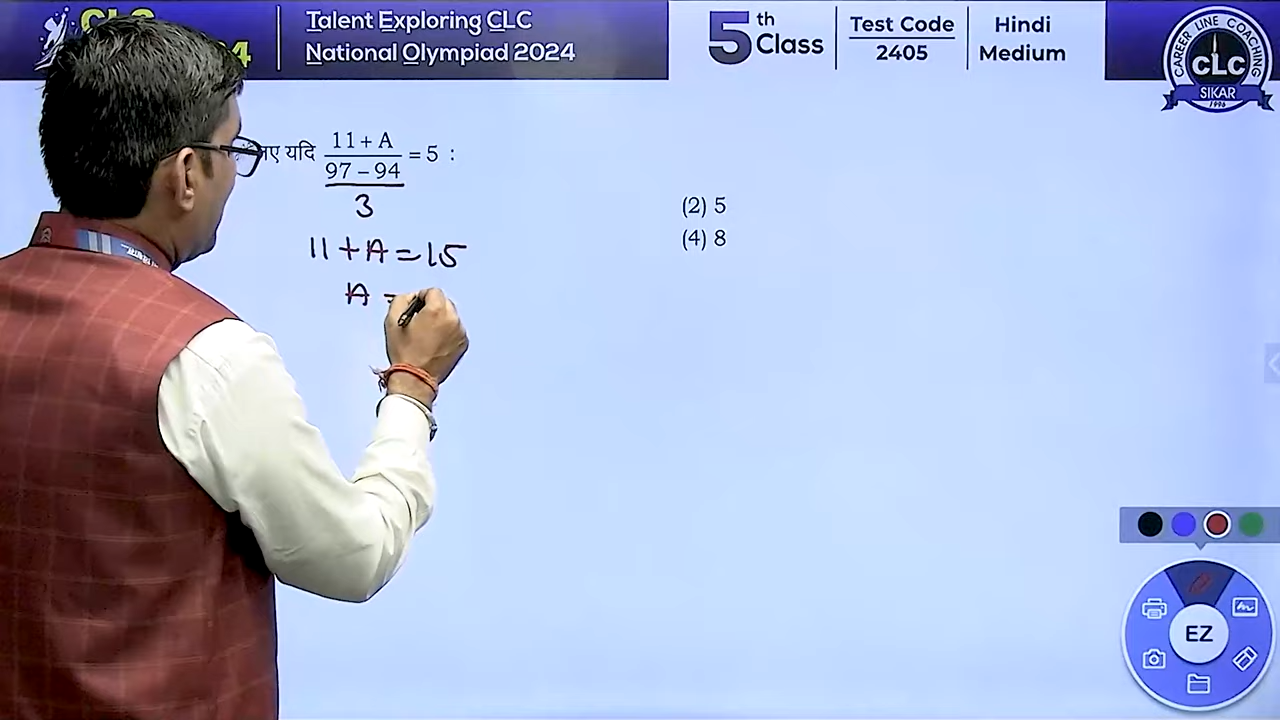 Talent Exploring CLC
National Olympiad 2024
5th Class
Test Code
2405
Hindi
Medium
CAREER LINE COACHING
CLC
SIKAR
1996
यदि 11 + A / 97 – 94 = 5 :
3
11 + A = 15
A =
(2) 5
(4) 8
EZ